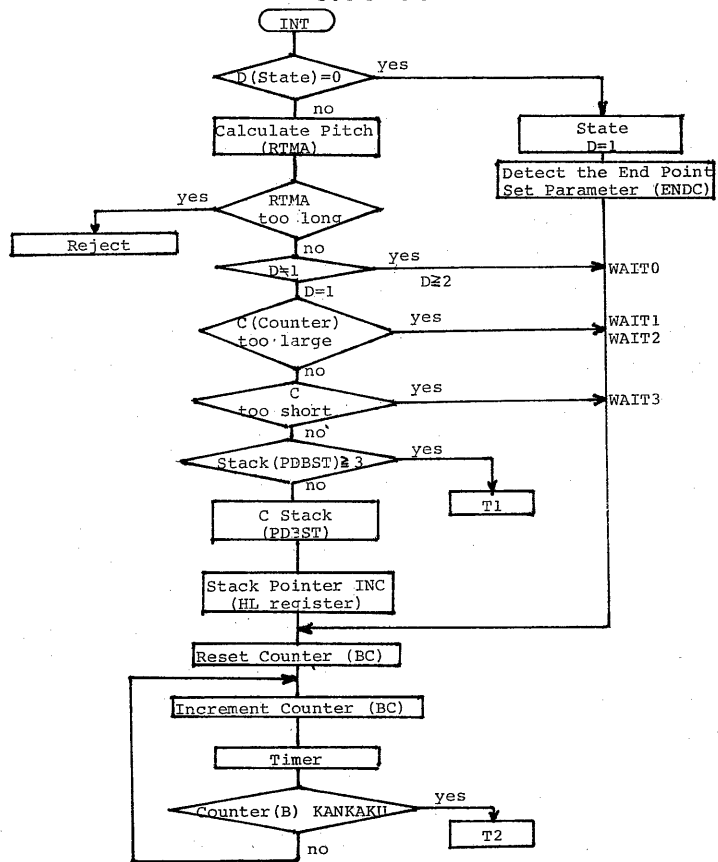 INT
D(State)=0
yes
no
Calculate Pitch
(RTMA)
State
D=1
Detect the End Point
Set Parameter (ENDC)
RTMA
too long
yes
Reject
no
D≒1
yes
D≧2
WAIT0
D=1
C(Counter)
too large
yes
WAIT1
WAIT2
no
C
too short
yes
WAIT3
no
Stack(PDBST)≧3
yes
T1
no
C Stack
(PDBST)
Stack Pointer INC
(HL register)
Reset Counter (BC)
Increment Counter (BC)
Timer
Counter(B) KANKAKU
yes
T2
no